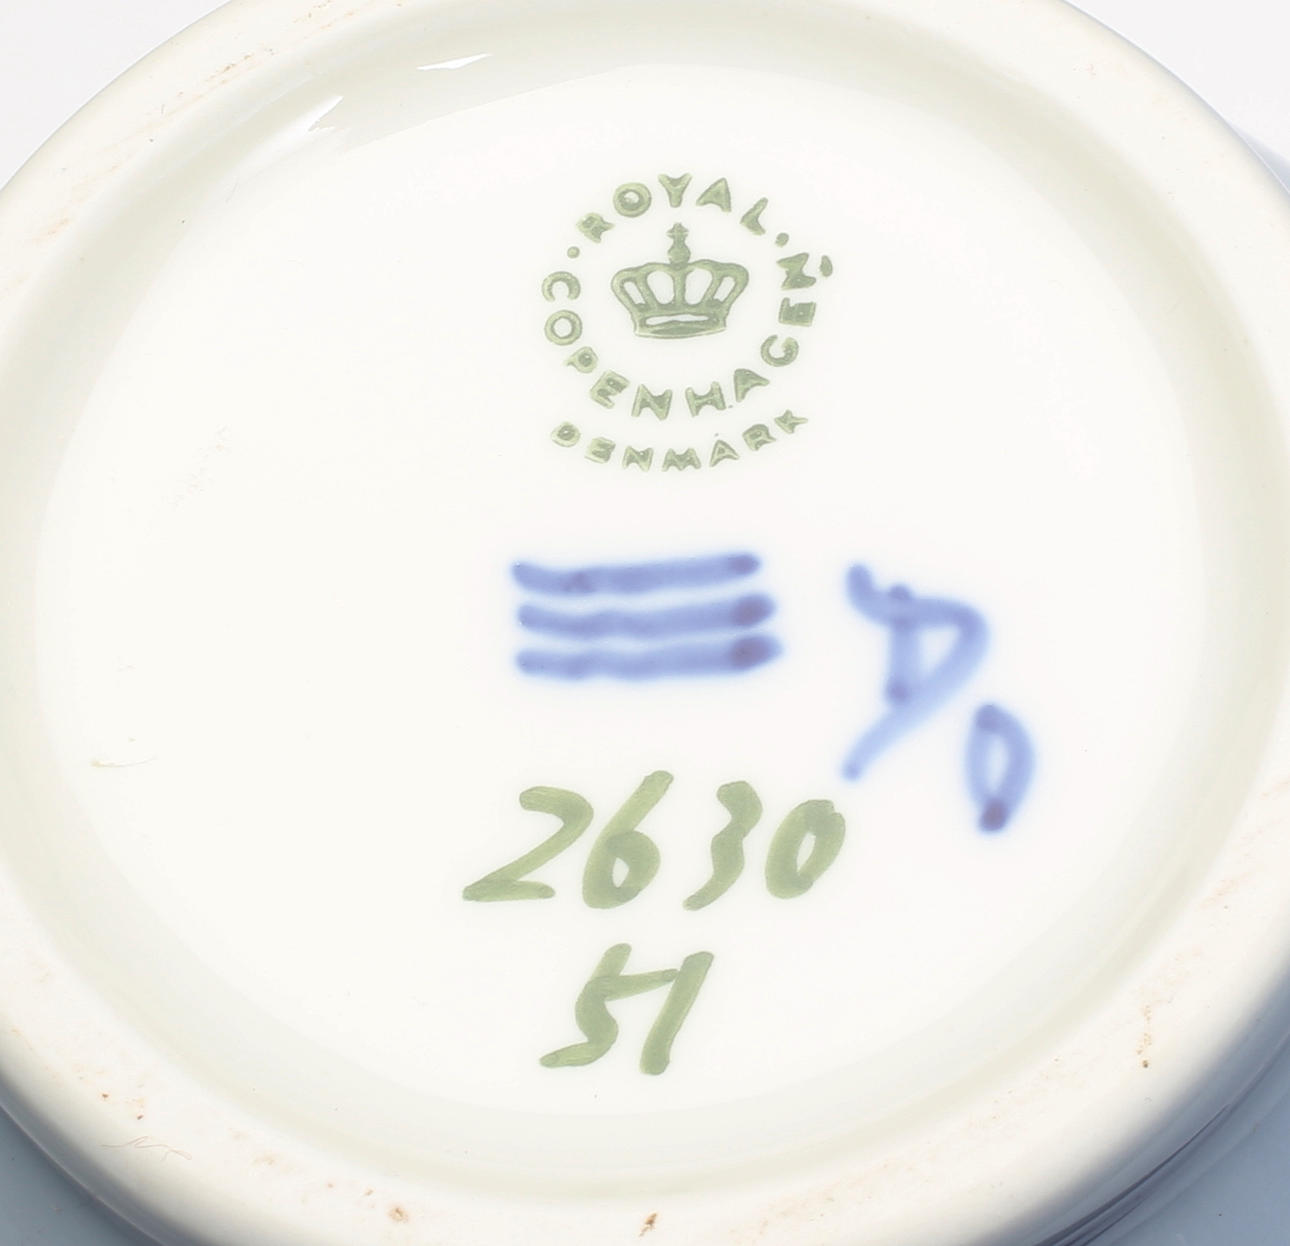 ROYAL
COPENHAGEN
DENMARK
2630
51